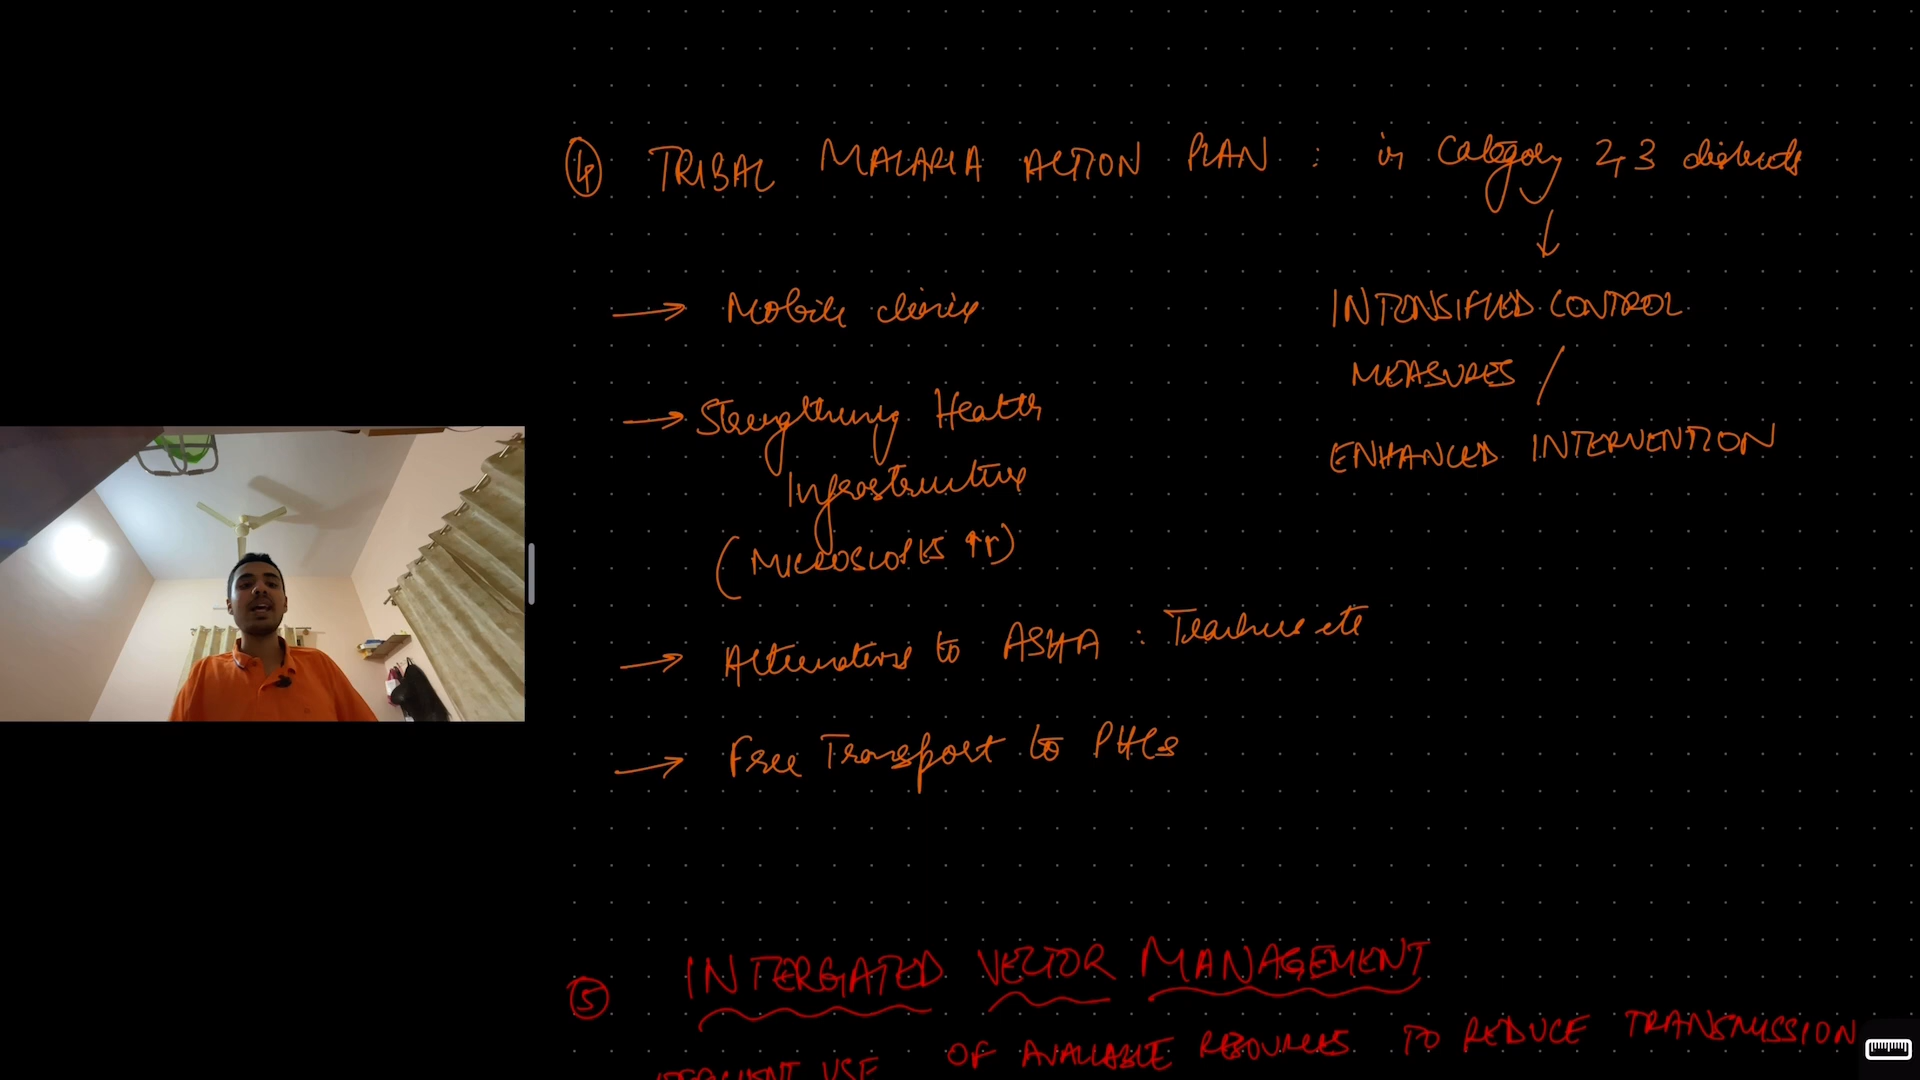 ④ TRIBAL MALARIA ACTION PLAN : in Category 2,3 districts
↓
→ Mobile clinics
INTENSIFIED CONTROL
MEASURES /
ENHANCED INTERVENTION
→ Strengthening Health
Infrastructure
(MICROSCOPES ↑↑)
→ Alternatives to ASHA : Teachers etc
→ Free Transport to PHCs
⑤ INTERGATED VECTOR MANAGEMENT
USE OF AVAILABLE RESOURCES TO REDUCE TRANSMISSION